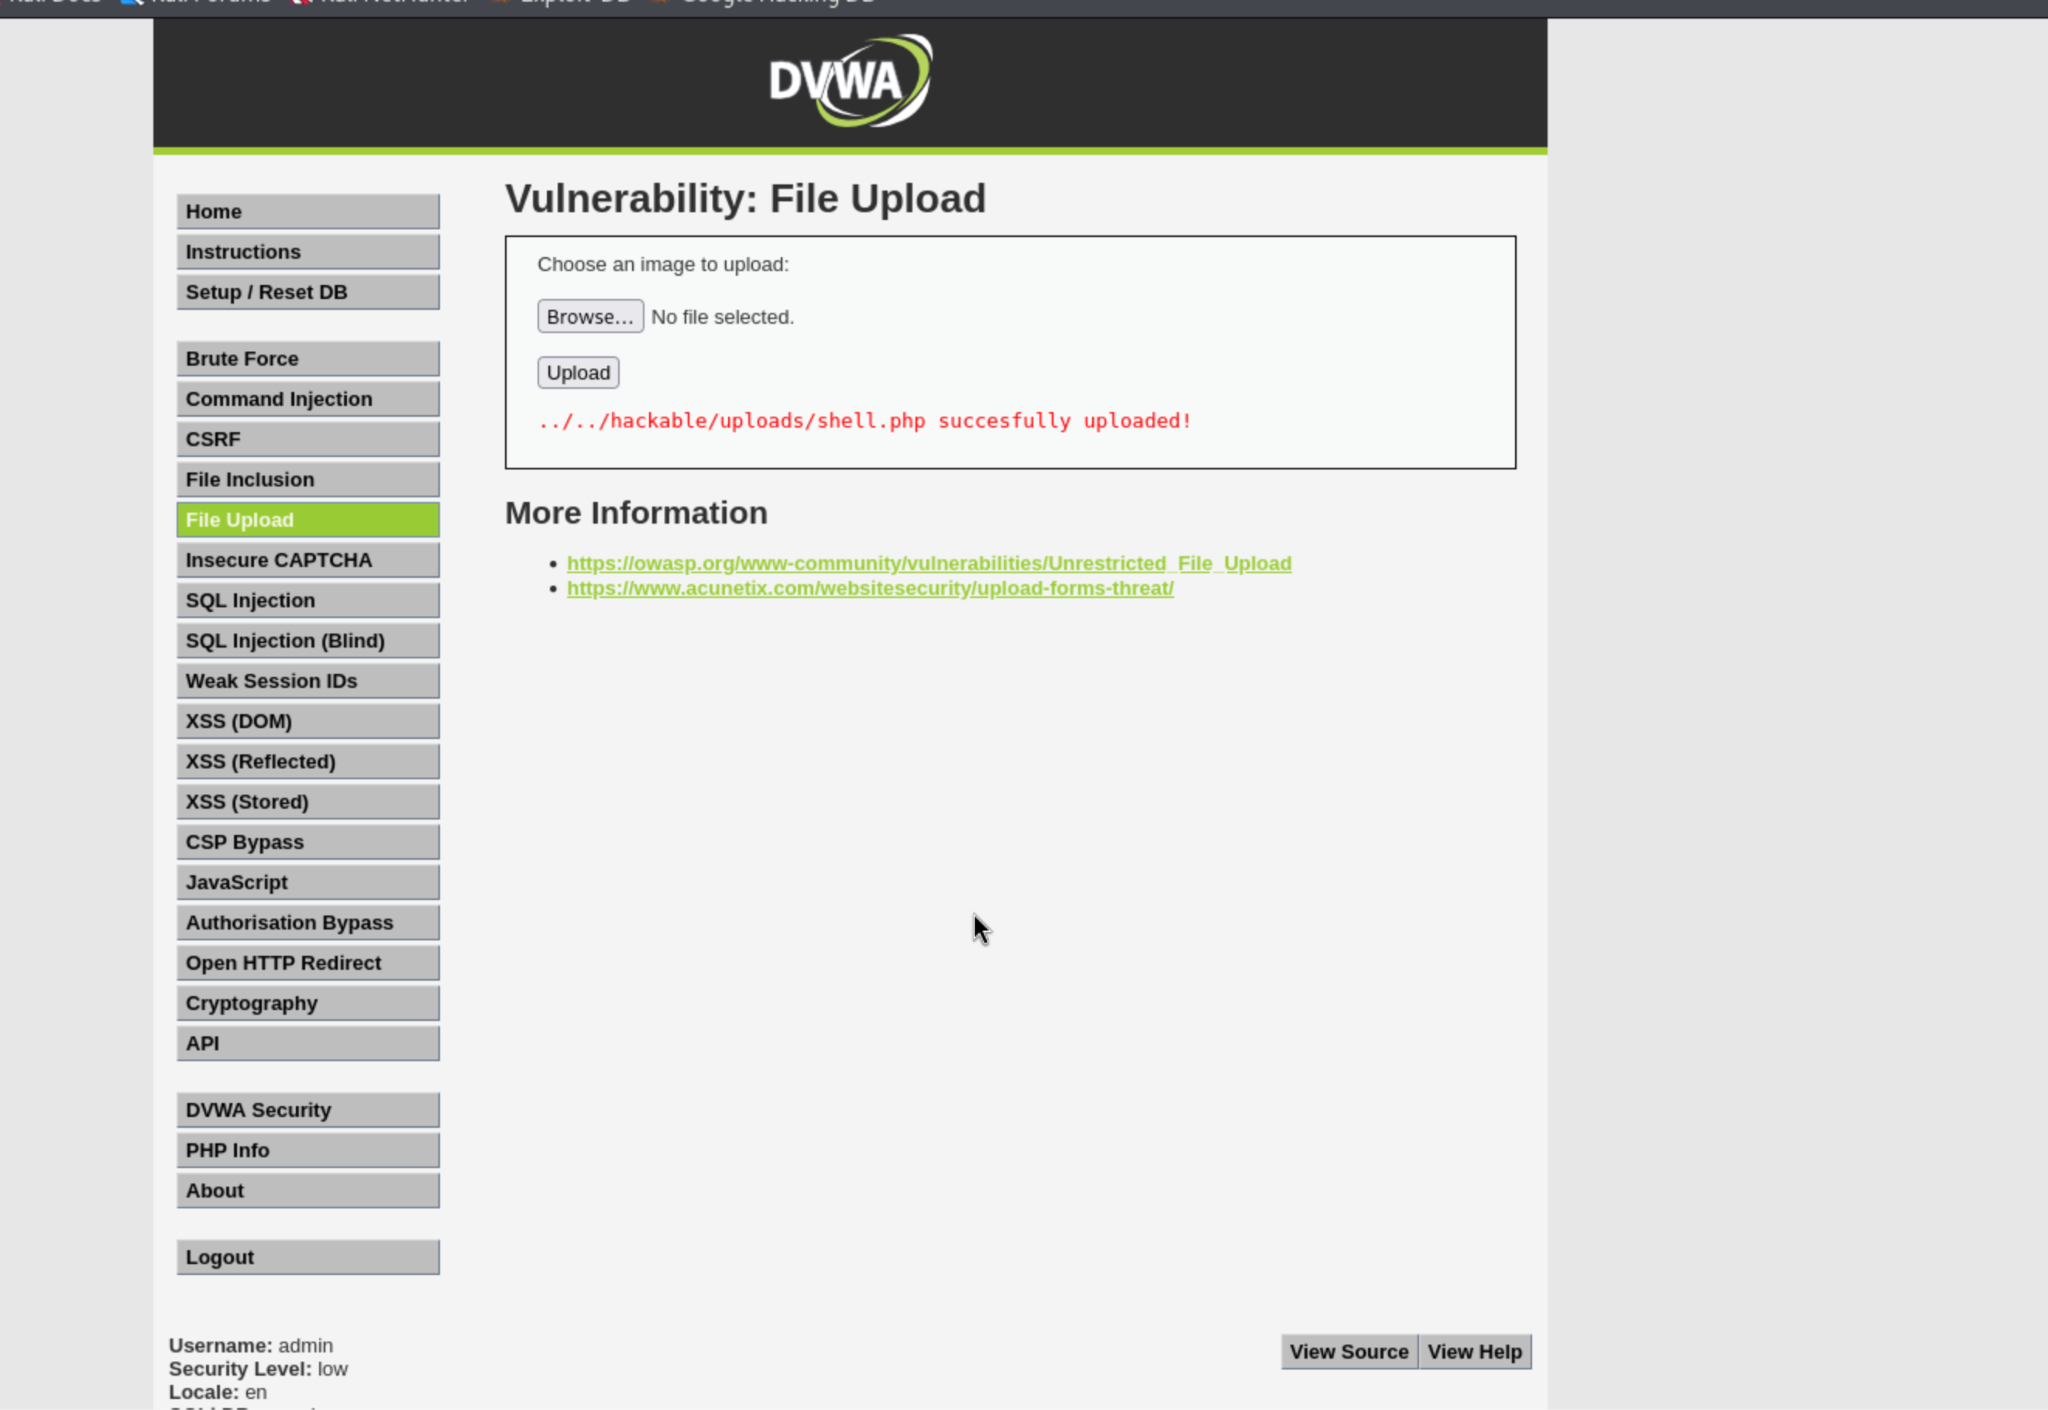 DVWA
Home
Instructions
Setup / Reset DB
Brute Force
Command Injection
CSRF
File Inclusion
File Upload
Insecure CAPTCHA
SQL Injection
SQL Injection (Blind)
Weak Session IDs
XSS (DOM)
XSS (Reflected)
XSS (Stored)
CSP Bypass
JavaScript
Authorisation Bypass
Open HTTP Redirect
Cryptography
API
DVWA Security
PHP Info
About
Logout
Vulnerability: File Upload
Choose an image to upload:
Browse... No file selected.
Upload
../../hackable/uploads/shell.php succesfully uploaded!
More Information
https://owasp.org/www-community/vulnerabilities/Unrestricted_File_Upload
https://www.acunetix.com/websitesecurity/upload-forms-threat/
Username: admin
Security Level: low
Locale: en
View Source View Help